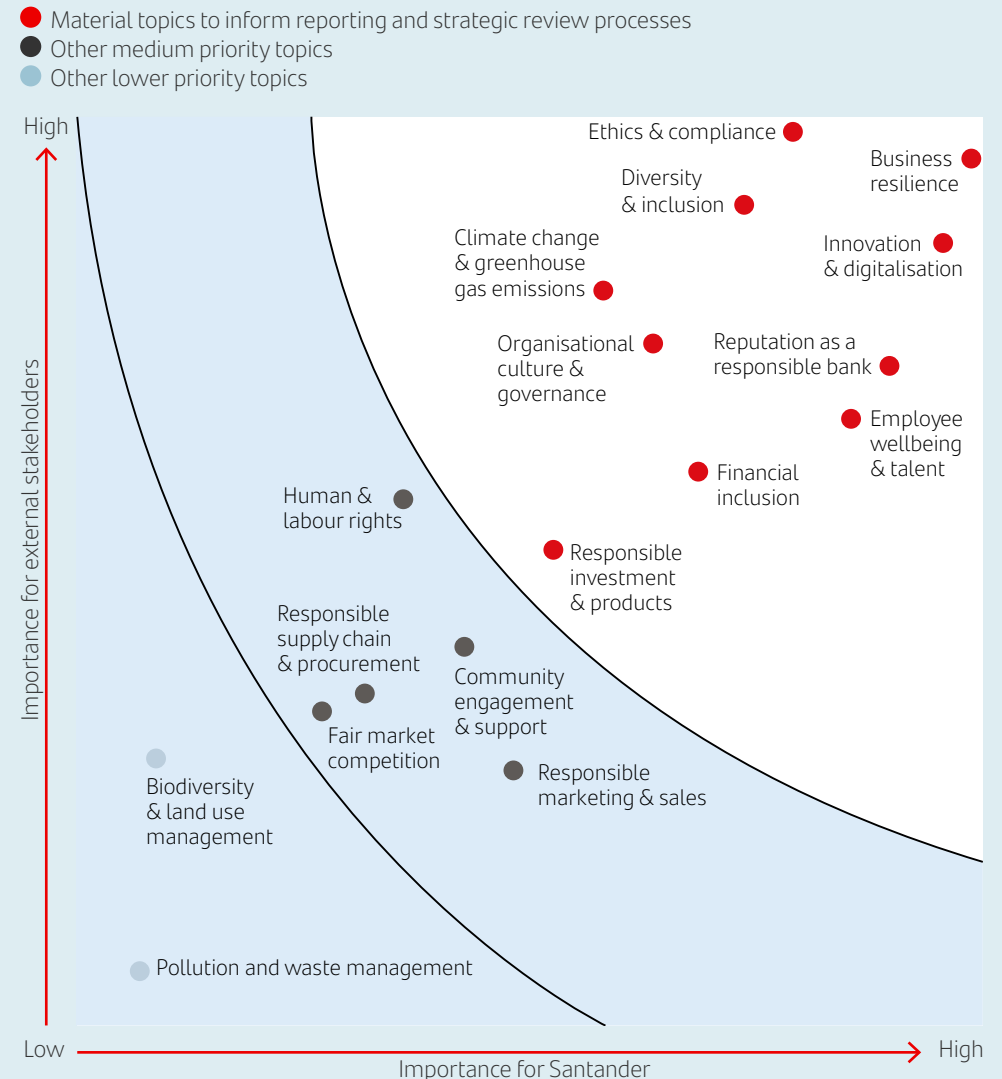 Material topics to inform reporting and strategic review processes
Other medium priority topics
Other lower priority topics
High
Ethics & compliance
Business
resilience
Diversity
& inclusion
Climate change
& greenhouse
gas emissions
Innovation
& digitalisation
Organisational
culture &
governance
Reputation as a
responsible bank
Employee
wellbeing
& talent
Financial
inclusion
Human &
labour rights
Responsible
investment
& products
Responsible
supply chain
& procurement
Community
engagement
& support
Fair market
competition
Responsible
marketing & sales
Biodiversity
& land use
management
Pollution and waste management
Importance for external stakeholders
Low
High
Importance for Santander